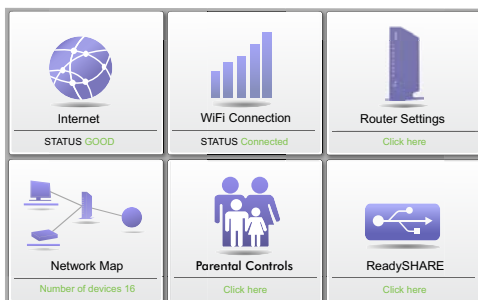 Internet
STATUS GOOD
WiFi Connection
STATUS Connected
Router Settings
Click here
Network Map
Number of devices 16
Parental Controls
Click here
ReadySHARE
Click here